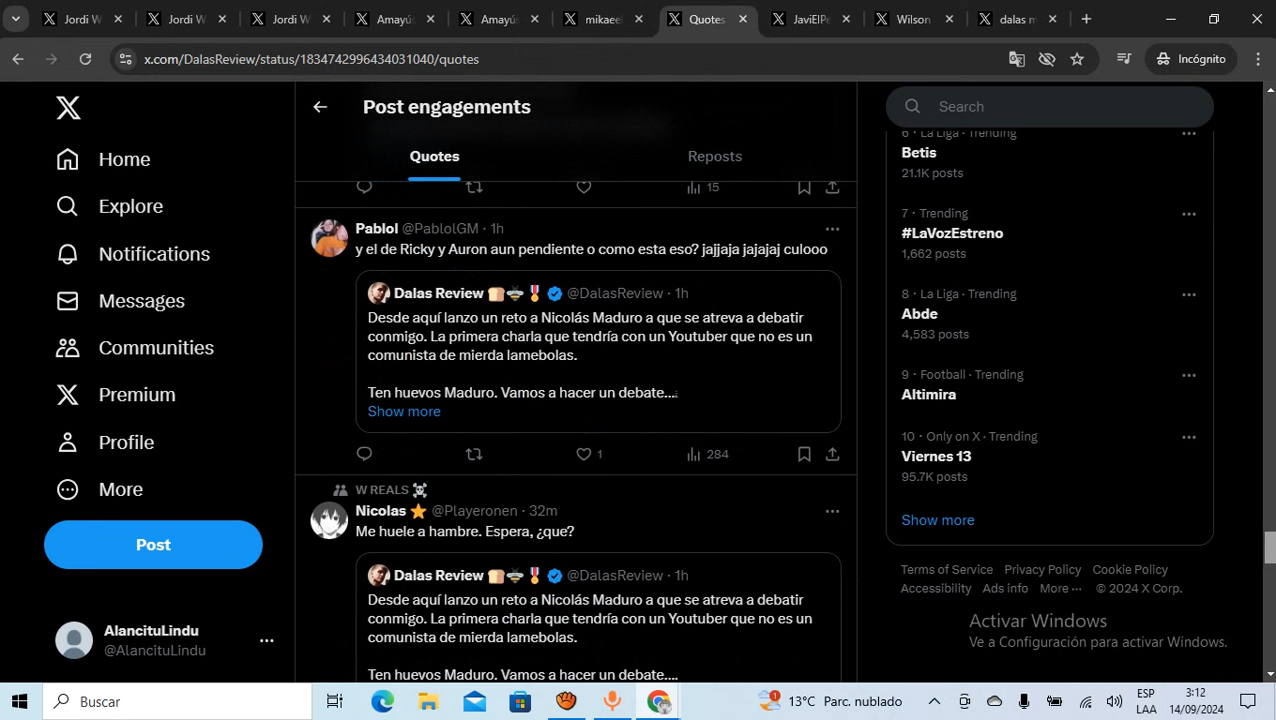 Jordi W
Jordi W
Jordi W
Amayús
Amayús
mikaee
Quotes
JaviElPe
Wilson
dalas m
x.com/DalasReview/status/1834742996434031040/quotes
Incógnito
Home
Explore
Notifications
Messages
Communities
Premium
Profile
More
Post
AlancituLindu
@AlancituLindu
Post engagements
Quotes
Reposts
15
Pablol @PablolGM · 1h
y el de Ricky y Auron aun pendiente o como esta eso? jajjaja jajajaj culooo
Dalas Review @DalasReview · 1h
Desde aquí lanzo un reto a Nicolás Maduro a que se atreva a debatir
conmigo. La primera charla que tendría con un Youtuber que no es un
comunista de mierda lamebolas.
Ten huevos Maduro. Vamos a hacer un debate....
Show more
1
284
W REALS
Nicolas @Playeronen · 32m
Me huele a hambre. Espera, ¿que?
Dalas Review @DalasReview · 1h
Desde aquí lanzo un reto a Nicolás Maduro a que se atreva a debatir
conmigo. La primera charla que tendría con un Youtuber que no es un
comunista de mierda lamebolas.
Ten huevos Maduro. Vamos a hacer un debate....
Search
6 · La Liga · Trending
Betis
21.1K posts
7 · Trending
#LaVozEstreno
1,662 posts
8 · La Liga · Trending
Abde
4,583 posts
9 · Football · Trending
Altimira
10 · Only on X · Trending
Viernes 13
95.7K posts
Show more
Terms of Service Privacy Policy Cookie Policy
Accessibility Ads info More ··· © 2024 X Corp.
Activar Windows
Ve a Configuración para activar Windows.
Buscar
1
13°C Parc. nublado
ESP
LAA
3:12
14/09/2024